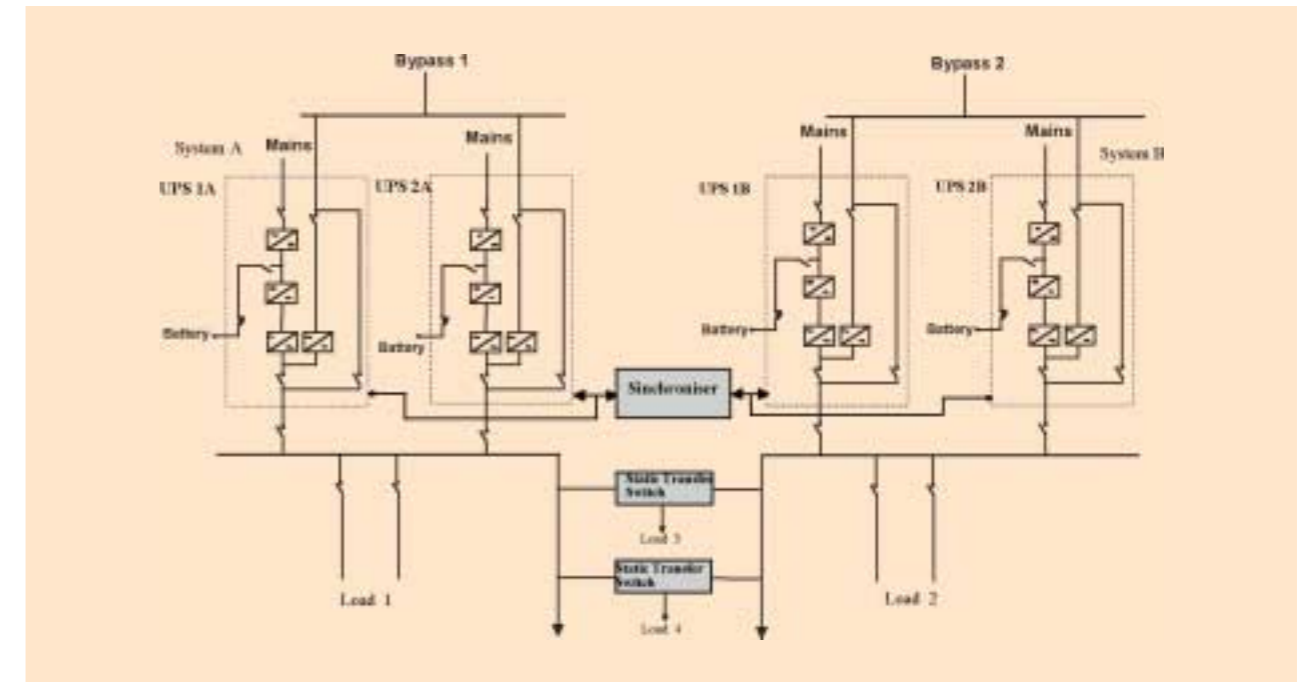 Bypass 1
Bypass 2
System A
Mains
Mains
Mains
Mains
System B
UPS 1A
UPS 2A
UPS 1B
UPS 2B
Battery
Battery
Battery
Battery
Sinchroniser
Static Transfer
Switch
Load 3
Static Transfer
Switch
Load 1
Load 2
Load 4